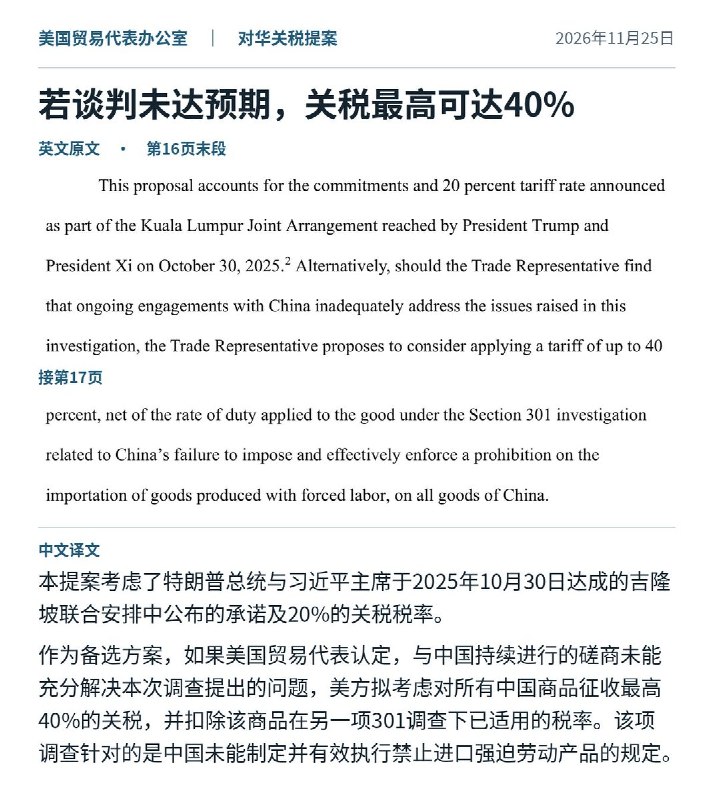 美国贸易代表办公室 | 对华关税提案
2026年11月25日
若谈判未达预期，关税最高可达40%
英文原文 · 第16页末段
This proposal accounts for the commitments and 20 percent tariff rate announced
as part of the Kuala Lumpur Joint Arrangement reached by President Trump and
President Xi on October 30, 2025.² Alternatively, should the Trade Representative find
that ongoing engagements with China inadequately address the issues raised in this
investigation, the Trade Representative proposes to consider applying a tariff of up to 40
接第17页
percent, net of the rate of duty applied to the good under the Section 301 investigation
related to China’s failure to impose and effectively enforce a prohibition on the
importation of goods produced with forced labor, on all goods of China.
中文译文
本提案考虑了特朗普总统与习近平主席于2025年10月30日达成的吉隆
坡联合安排中公布的承诺及20%的关税税率。
作为备选方案，如果美国贸易代表认定，与中国持续进行的磋商未能
充分解决本次调查提出的问题，美方拟考虑对所有中国商品征收最高
40%的关税，并扣除该商品在另一项301调查下已适用的税率。该项
调查针对的是中国未能制定并有效执行禁止进口强迫劳动产品的规定。